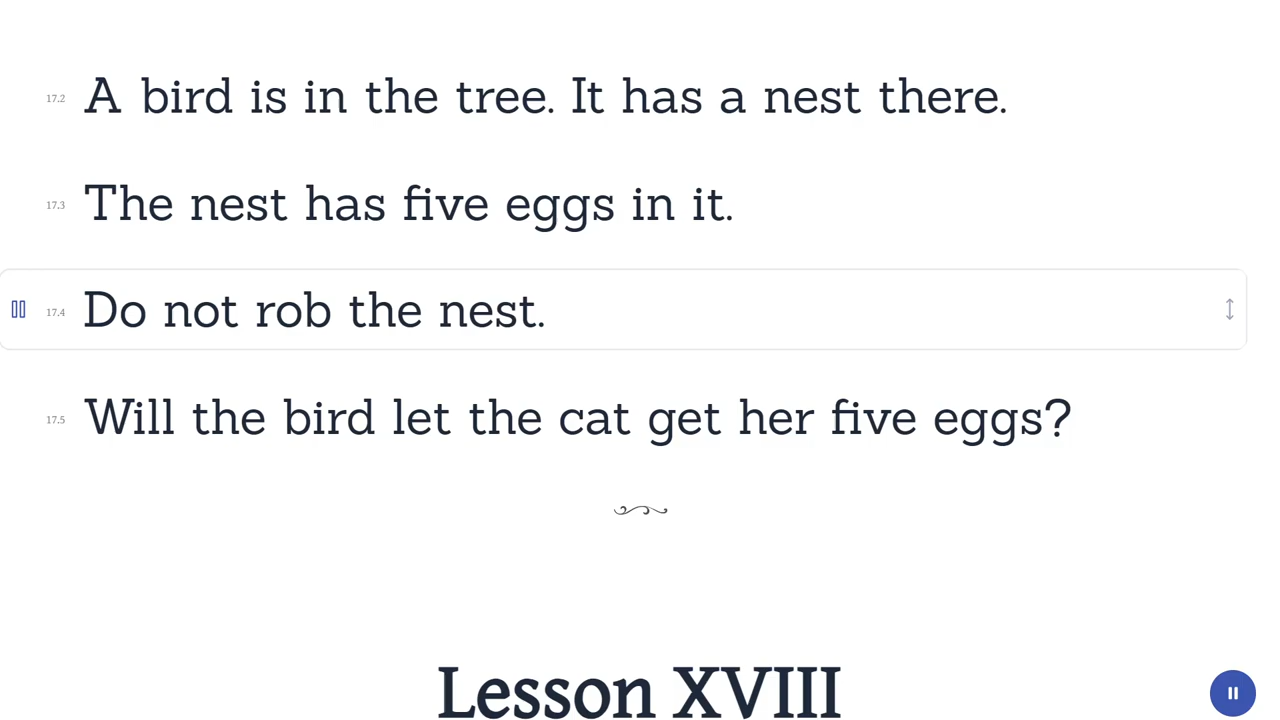 17.2 A bird is in the tree. It has a nest there.
17.3 The nest has five eggs in it.
17.4 Do not rob the nest.
17.5 Will the bird let the cat get her five eggs?
Lesson XVIII